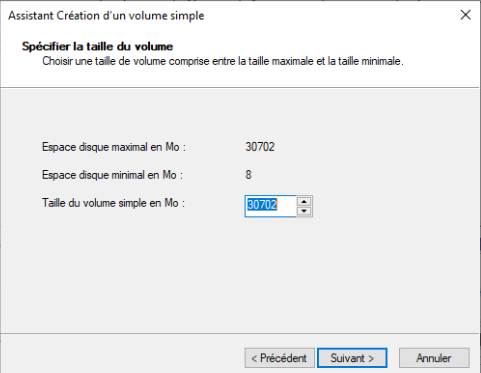 Assistant Création d'un volume simple
Spécifier la taille du volume
Choisir une taille de volume comprise entre la taille maximale et la taille minimale.
Espace disque maximal en Mo : 30702
Espace disque minimal en Mo : 8
Taille du volume simple en Mo : 30702
< Précédent Suivant > Annuler